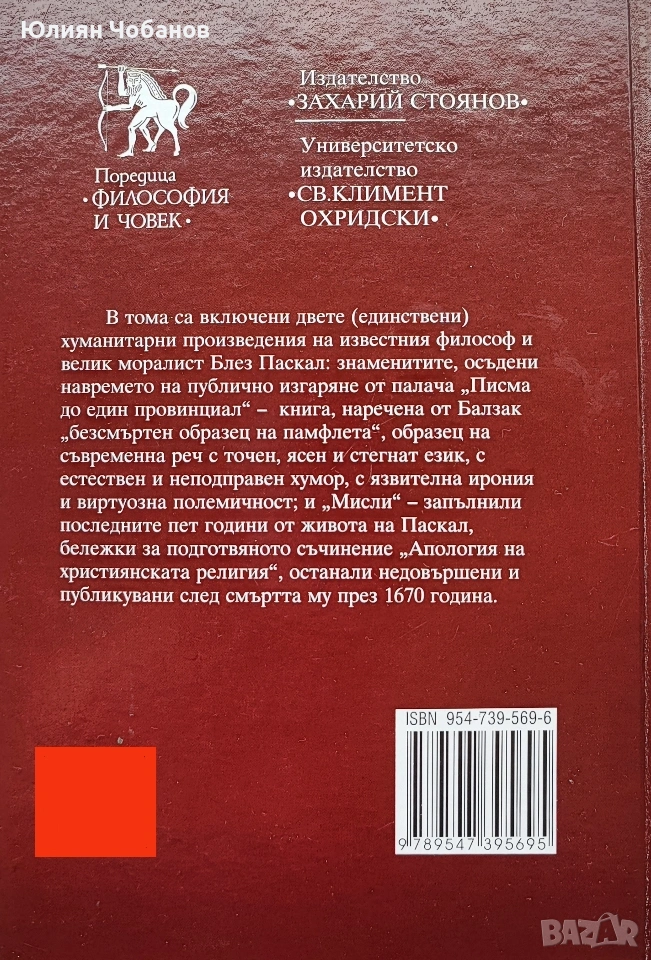 Юлиян Чобанов
Поредица
•ФИЛОСОФИЯ
И ЧОВЕК•
Издателство
•ЗАХАРИЙ СТОЯНОВ•
Университетско
издателство
•СВ.КЛИМЕНТ
ОХРИДСКИ•
В тома са включени двете (единствени)
хуманитарни произведения на известния философ и
велик моралист Блез Паскал: знаменитите, осъдени
навремето на публично изгаряне от палача „Писма
до един провинциал“ – книга, наречена от Балзак
„безсмъртен образец на памфлета“, образец на
съвременна реч с точен, ясен и стегнат език, с
естествен и неподправен хумор, с язвителна ирония
и виртуозна полемичност; и „Мисли“ – запълнили
последните пет години от живота на Паскал,
бележки за подготвяното съчинение „Апология на
християнската религия“, останали недовършени и
публикувани след смъртта му през 1670 година.
ISBN 954-739-569-6
9 789547 395695
BAZAR